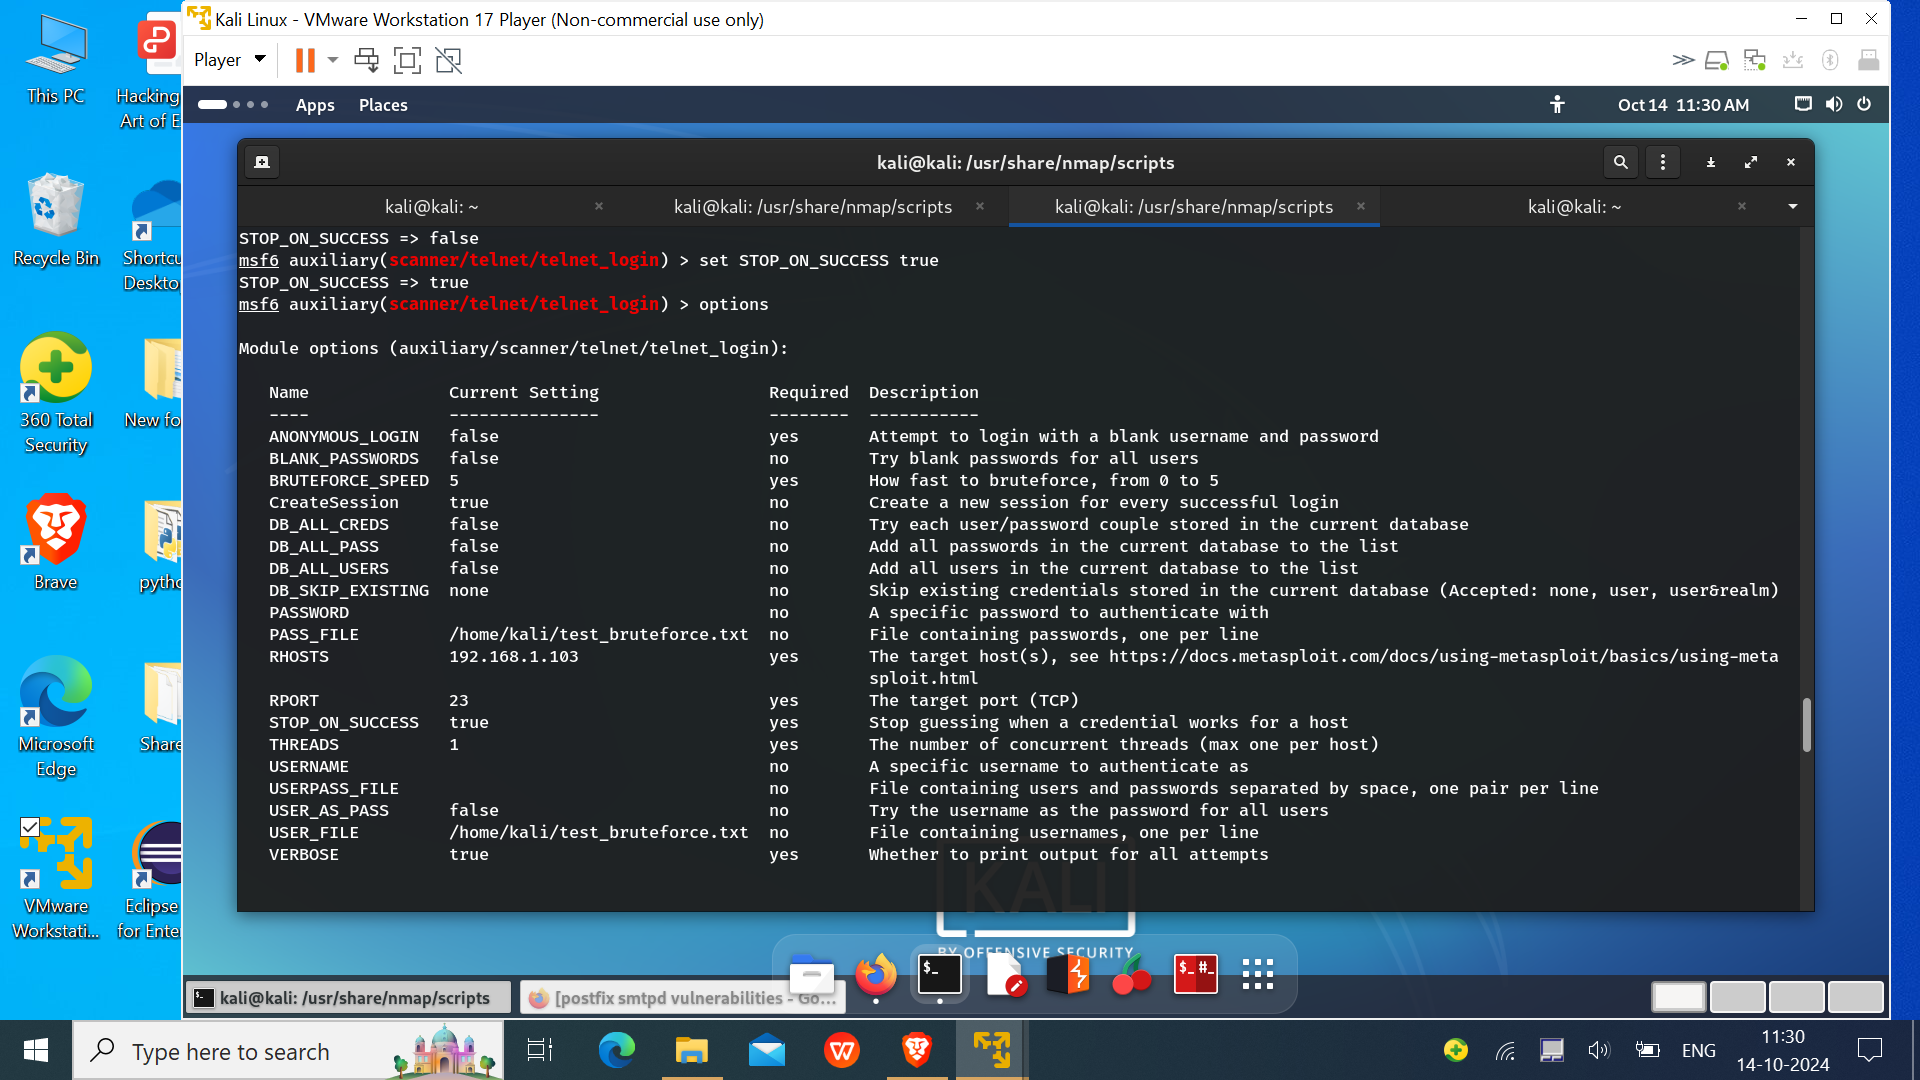 Kali Linux - VMware Workstation 17 Player (Non-commercial use only)
Player
Apps Places
Oct 14 11:30 AM
kali@kali: /usr/share/nmap/scripts
kali@kali: ~
kali@kali: /usr/share/nmap/scripts
kali@kali: /usr/share/nmap/scripts
kali@kali: ~
STOP_ON_SUCCESS => false
msf6 auxiliary(scanner/telnet/telnet_login) > set STOP_ON_SUCCESS true
STOP_ON_SUCCESS => true
msf6 auxiliary(scanner/telnet/telnet_login) > options
Module options (auxiliary/scanner/telnet/telnet_login):
Name Current Setting Required Description
---- --------------- -------- -----------
ANONYMOUS_LOGIN false yes Attempt to login with a blank username and password
BLANK_PASSWORDS false no Try blank passwords for all users
BRUTEFORCE_SPEED 5 yes How fast to bruteforce, from 0 to 5
CreateSession true no Create a new session for every successful login
DB_ALL_CREDS false no Try each user/password couple stored in the current database
DB_ALL_PASS false no Add all passwords in the current database to the list
DB_ALL_USERS false no Add all users in the current database to the list
DB_SKIP_EXISTING none no Skip existing credentials stored in the current database (Accepted: none, user, user&realm)
PASSWORD no A specific password to authenticate with
PASS_FILE /home/kali/test_bruteforce.txt no File containing passwords, one per line
RHOSTS 192.168.1.103 yes The target host(s), see https://docs.metasploit.com/docs/using-metasploit/basics/using-meta
sploit.html
RPORT 23 yes The target port (TCP)
STOP_ON_SUCCESS true yes Stop guessing when a credential works for a host
THREADS 1 yes The number of concurrent threads (max one per host)
USERNAME no A specific username to authenticate as
USERPASS_FILE no File containing users and passwords separated by space, one pair per line
USER_AS_PASS false no Try the username as the password for all users
USER_FILE /home/kali/test_bruteforce.txt no File containing usernames, one per line
VERBOSE true yes Whether to print output for all attempts
KALI
BY OFFENSIVE SECURITY
kali@kali: /usr/share/nmap/scripts
[postfix smtpd vulnerabilities - Go...
This PC
Hacking
Art of E
Recycle Bin
Shortcu
Deskto
360 Total
Security
New fo
Brave
pytho
Microsoft
Edge
Share
VMware
Workstati...
Eclipse
for Ente
Type here to search
ENG
11:30
14-10-2024